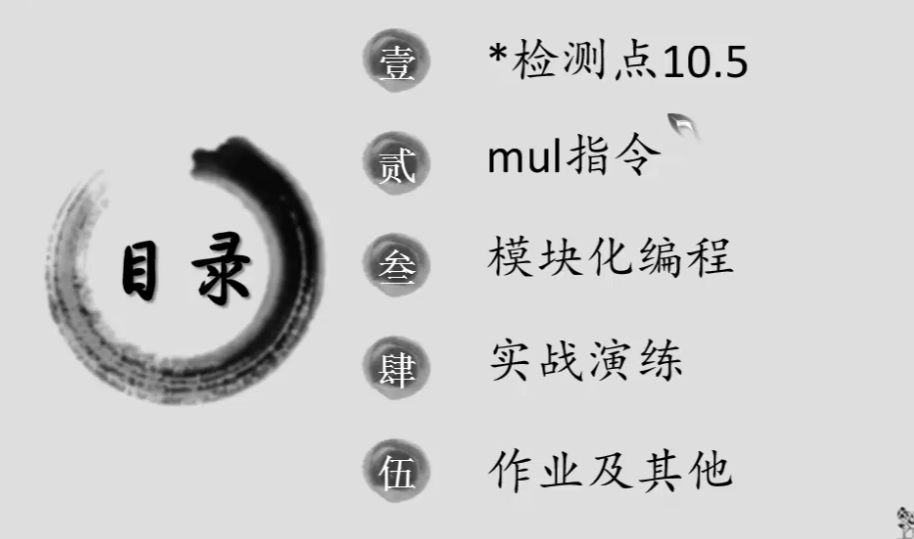 目录
壹 *检测点10.5
贰 mul指令
叁 模块化编程
肆 实战演练
伍 作业及其他